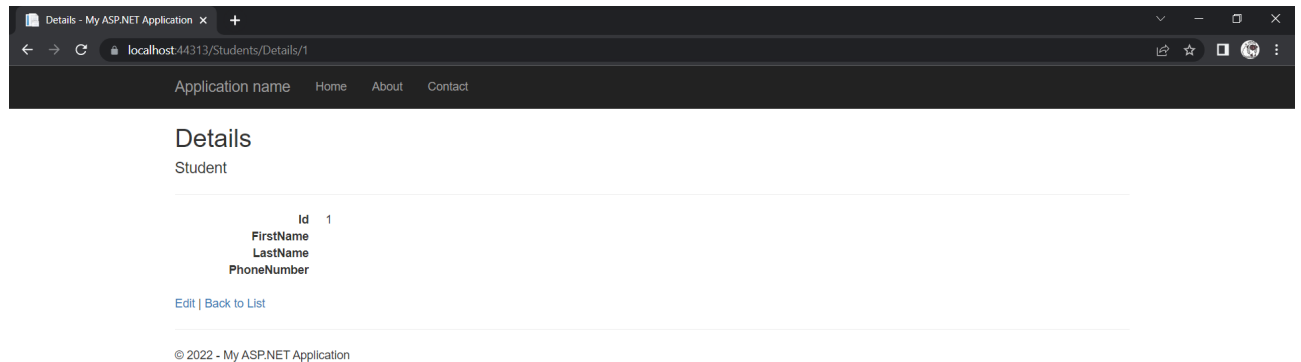 Details - My ASP.NET Application
localhost:44313/Students/Details/1
Application name Home About Contact
Details
Student
Id 1
FirstName
LastName
PhoneNumber
Edit | Back to List
© 2022 - My ASP.NET Application